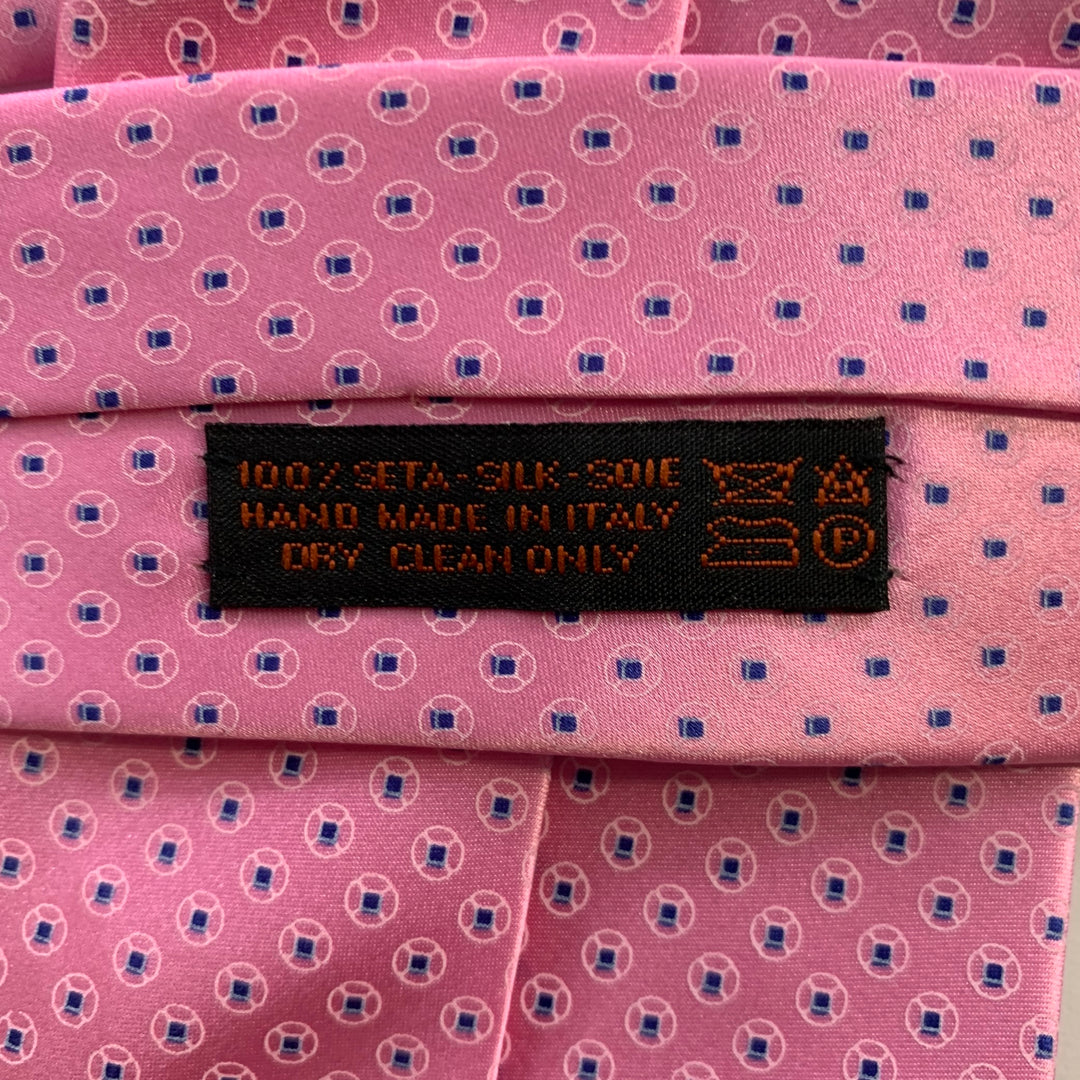 100% SETA-SILK-SOIE
HAND MADE IN ITALY
DRY CLEAN ONLY
P